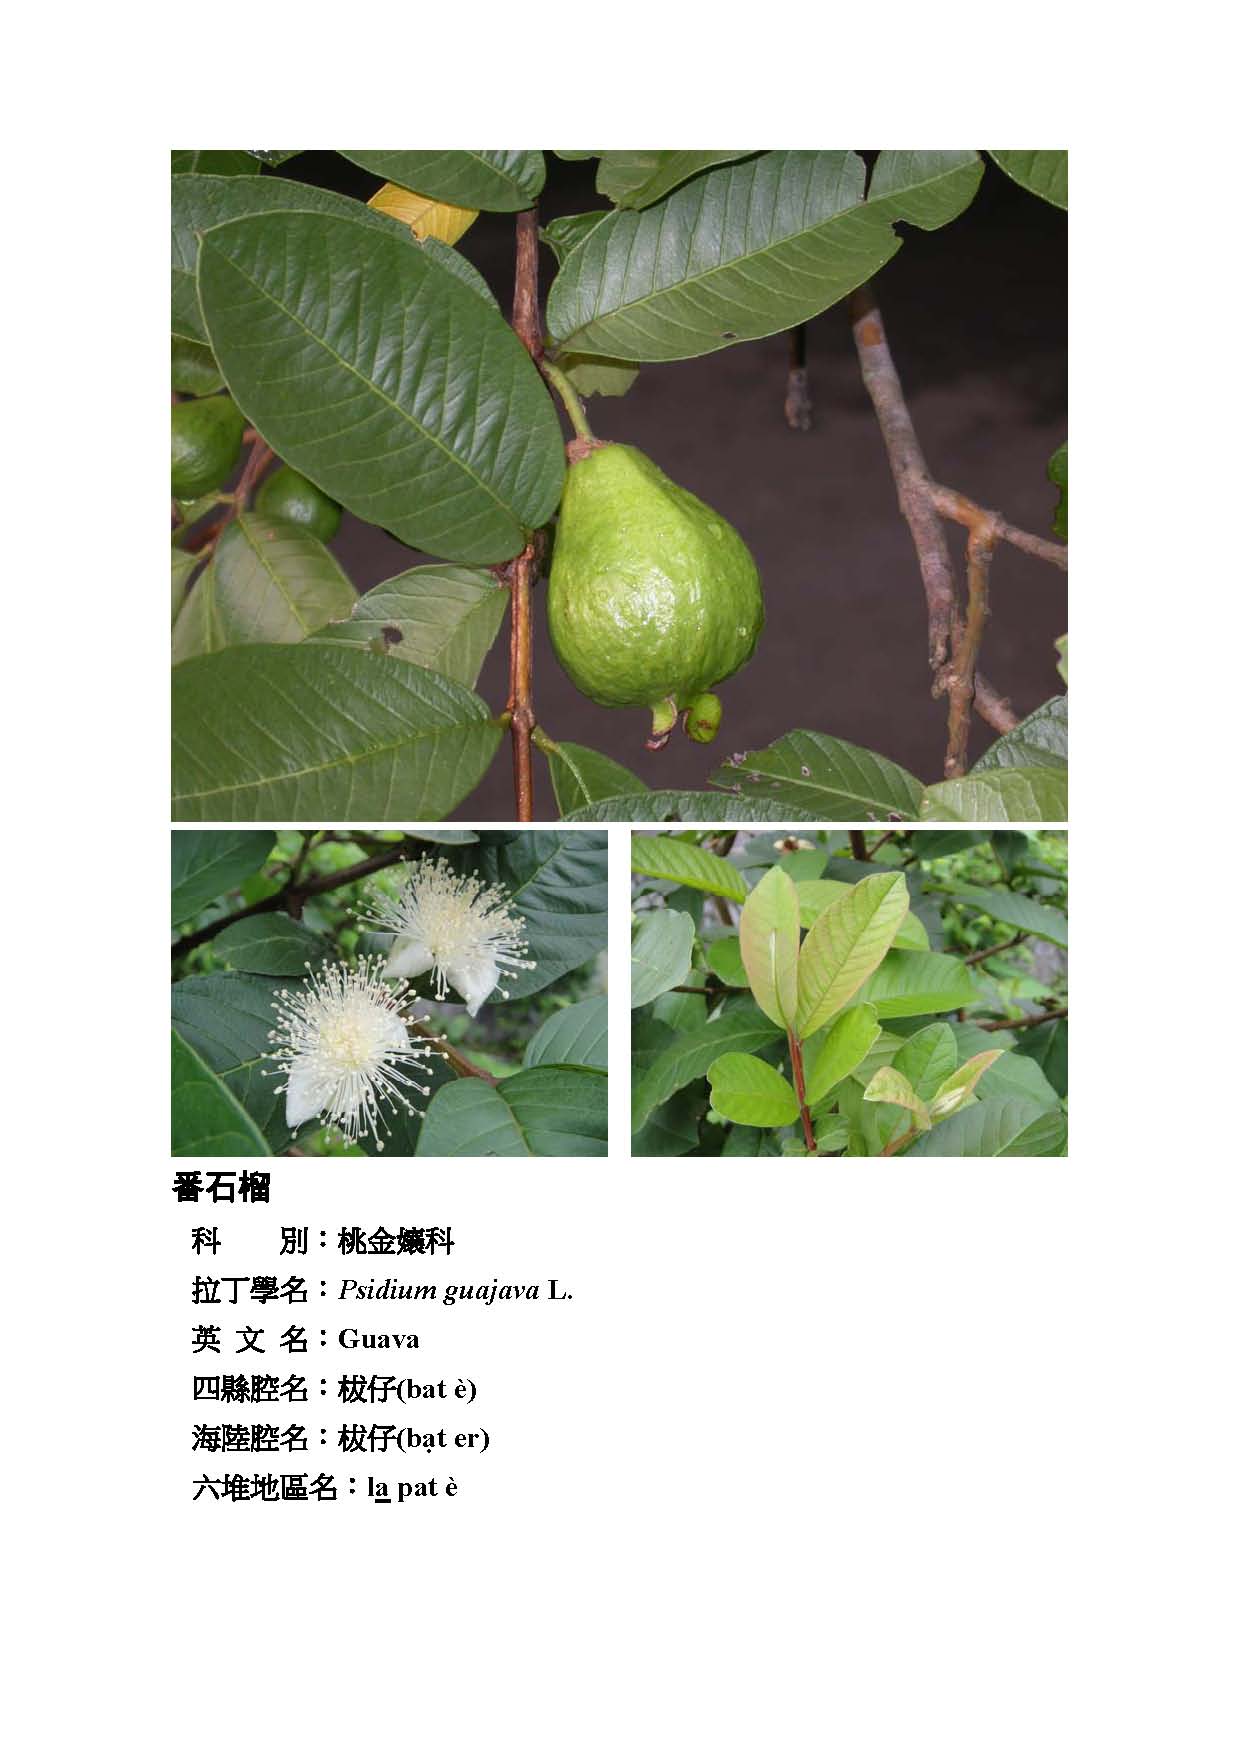 番石榴
科　　別：桃金孃科
拉丁學名：Psidium guajava L.
英 文 名：Guava
四縣腔名：菝仔(bat è)
海陸腔名：菝仔(bạt er)
六堆地區名：la̲ pat è